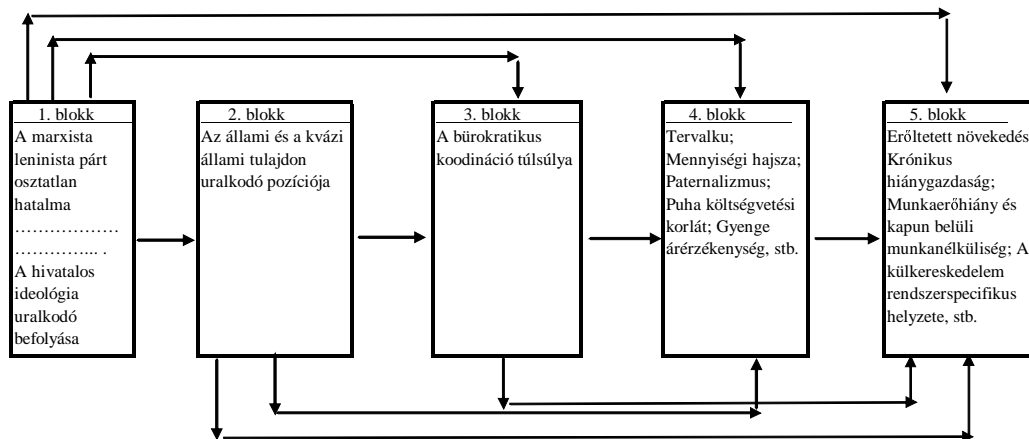 1. blokk
A marxista
leninista párt
osztatlan
hatalma
………………
…………... .
A hivatalos
ideológia
uralkodó
befolyása
2. blokk
Az állami és a kvázi
állami tulajdon
uralkodó pozíciója
3. blokk
A bürokratikus
koodináció túlsúlya
4. blokk
Tervalku;
Mennyiségi hajsza;
Paternalizmus;
Puha költségvetési
korlát; Gyenge
árérzékenység, stb.
5. blokk
Erőltetett növekedés
Krónikus
hiánygazdaság;
Munkaerőhiány és
kapun belüli
munkanélküliség; A
külkereskedelem
rendszerspecifikus
helyzete, stb.